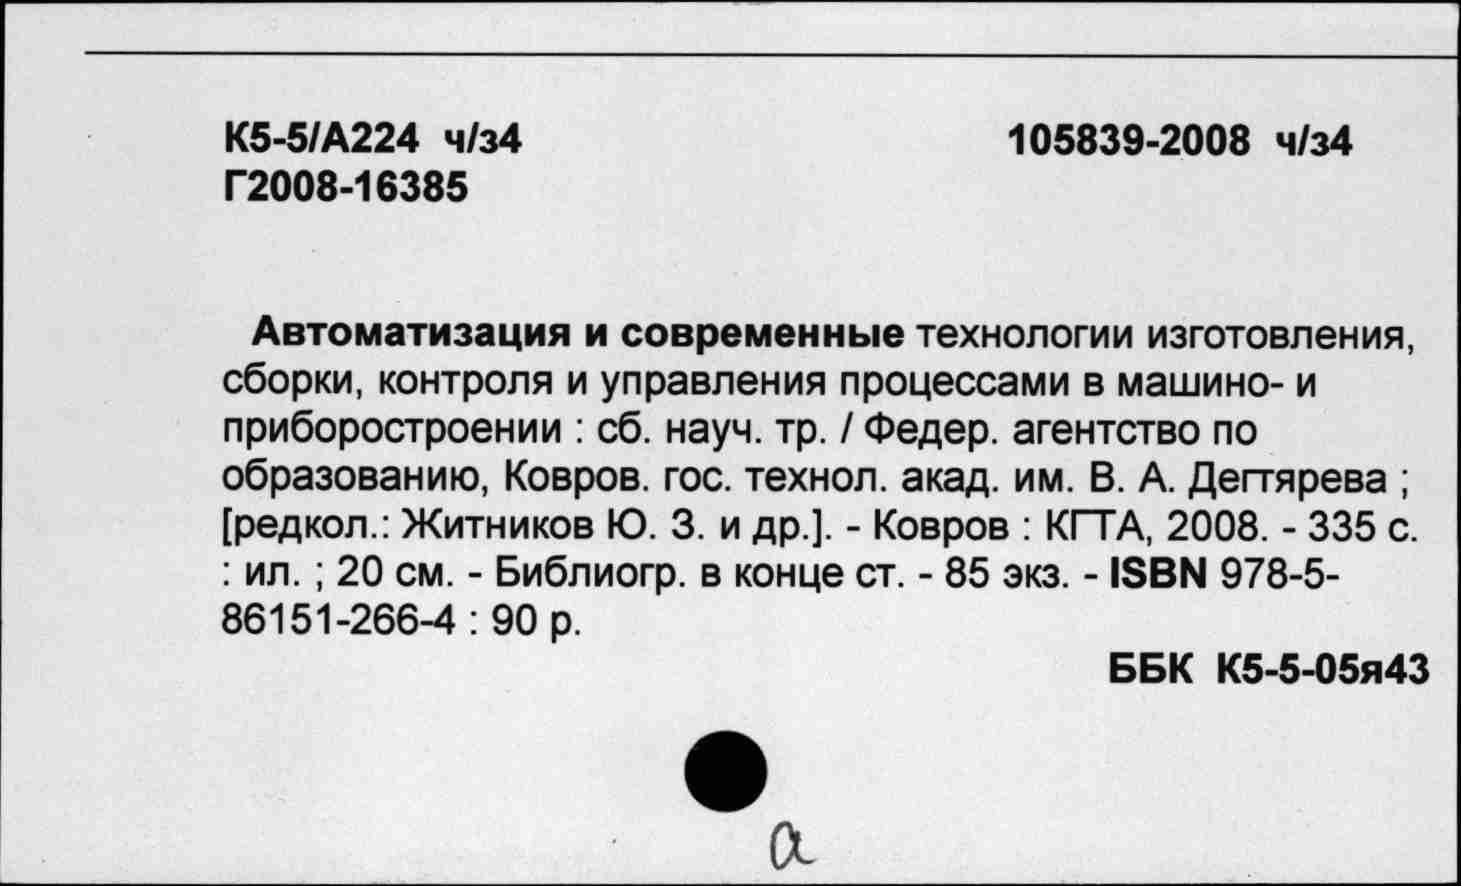 К5-5/А224 ч/з4 105839-2008 ч/з4
Г2008-16385
Автоматизация и современные технологии изготовления,
сборки, контроля и управления процессами в машино- и
приборостроении : сб. науч. тр. / Федер. агентство по
образованию, Ковров. гос. технол. акад. им. В. А. Дегтярева ;
[редкол.: Житников Ю. З. и др.]. - Ковров : КГТА, 2008. - 335 с.
: ил. ; 20 см. - Библиогр. в конце ст. - 85 экз. - ISBN 978-5-
86151-266-4 : 90 р.
ББК К5-5-05я43
а